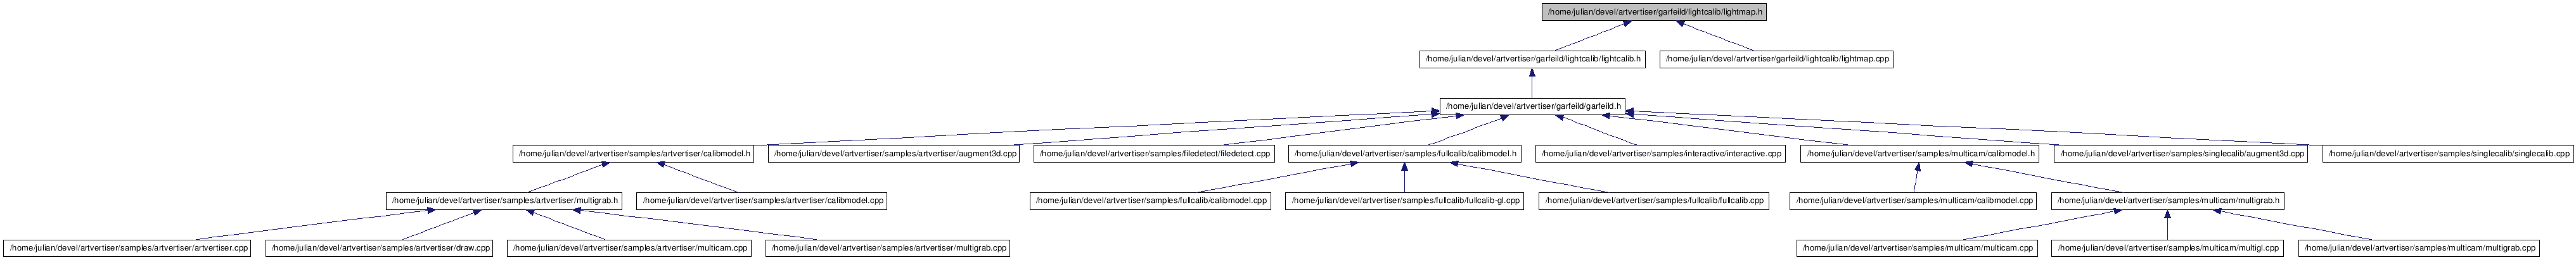 /home/julian/devel/artvertiser/garfeild/lightcalib/lightmap.h
/home/julian/devel/artvertiser/garfeild/lightcalib/lightcalib.h
/home/julian/devel/artvertiser/garfeild/lightcalib/lightmap.cpp
/home/julian/devel/artvertiser/garfeild/garfeild.h
/home/julian/devel/artvertiser/samples/artvertiser/calibmodel.h
/home/julian/devel/artvertiser/samples/artvertiser/augment3d.cpp
/home/julian/devel/artvertiser/samples/filedetect/filedetect.cpp
/home/julian/devel/artvertiser/samples/fullcalib/calibmodel.h
/home/julian/devel/artvertiser/samples/interactive/interactive.cpp
/home/julian/devel/artvertiser/samples/multicam/calibmodel.h
/home/julian/devel/artvertiser/samples/singlecalib/augment3d.cpp
/home/julian/devel/artvertiser/samples/singlecalib/singlecalib.cpp
/home/julian/devel/artvertiser/samples/artvertiser/multigrab.h
/home/julian/devel/artvertiser/samples/artvertiser/calibmodel.cpp
/home/julian/devel/artvertiser/samples/fullcalib/calibmodel.cpp
/home/julian/devel/artvertiser/samples/fullcalib/fullcalib-gl.cpp
/home/julian/devel/artvertiser/samples/fullcalib/fullcalib.cpp
/home/julian/devel/artvertiser/samples/multicam/calibmodel.cpp
/home/julian/devel/artvertiser/samples/multicam/multigrab.h
/home/julian/devel/artvertiser/samples/artvertiser/artvertiser.cpp
/home/julian/devel/artvertiser/samples/artvertiser/draw.cpp
/home/julian/devel/artvertiser/samples/artvertiser/multicam.cpp
/home/julian/devel/artvertiser/samples/artvertiser/multigrab.cpp
/home/julian/devel/artvertiser/samples/multicam/multicam.cpp
/home/julian/devel/artvertiser/samples/multicam/multigl.cpp
/home/julian/devel/artvertiser/samples/multicam/multigrab.cpp